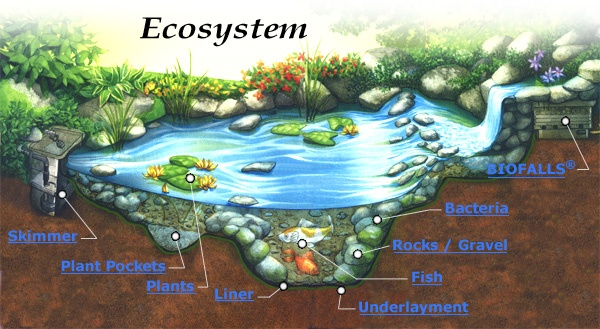 Ecosystem
BIOFALLS®
Bacteria
Skimmer
Rocks / Gravel
Plant Pockets
Fish
Plants
Liner
Underlayment